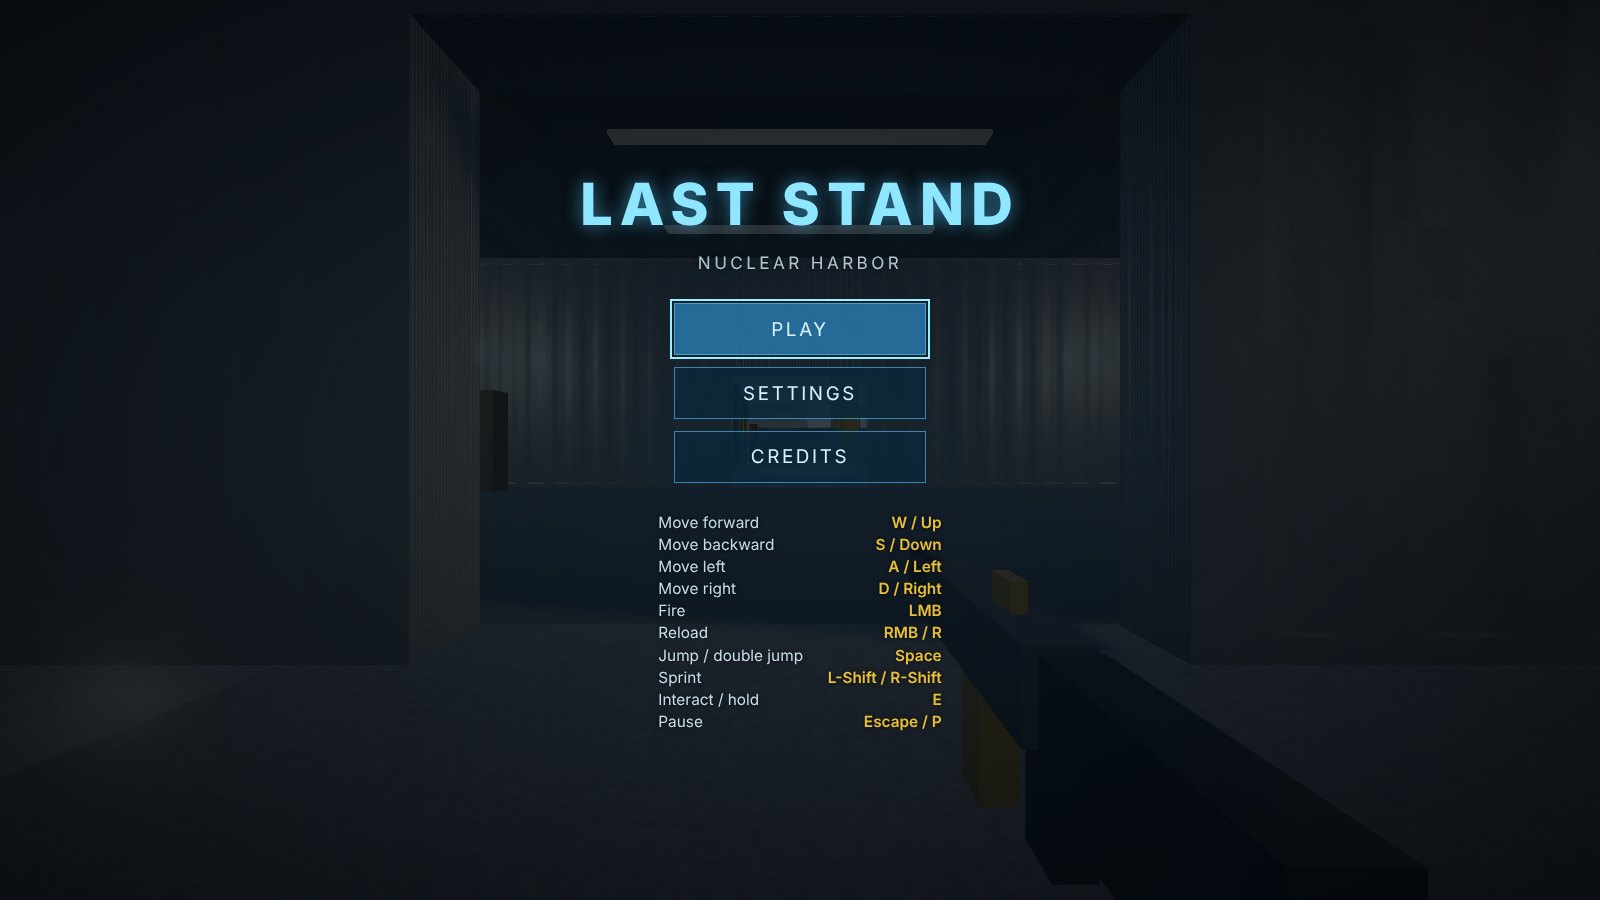 LAST STAND
NUCLEAR HARBOR
PLAY
SETTINGS
CREDITS
Move forward W / Up
Move backward S / Down
Move left A / Left
Move right D / Right
Fire LMB
Reload RMB / R
Jump / double jump Space
Sprint L-Shift / R-Shift
Interact / hold E
Pause Escape / P